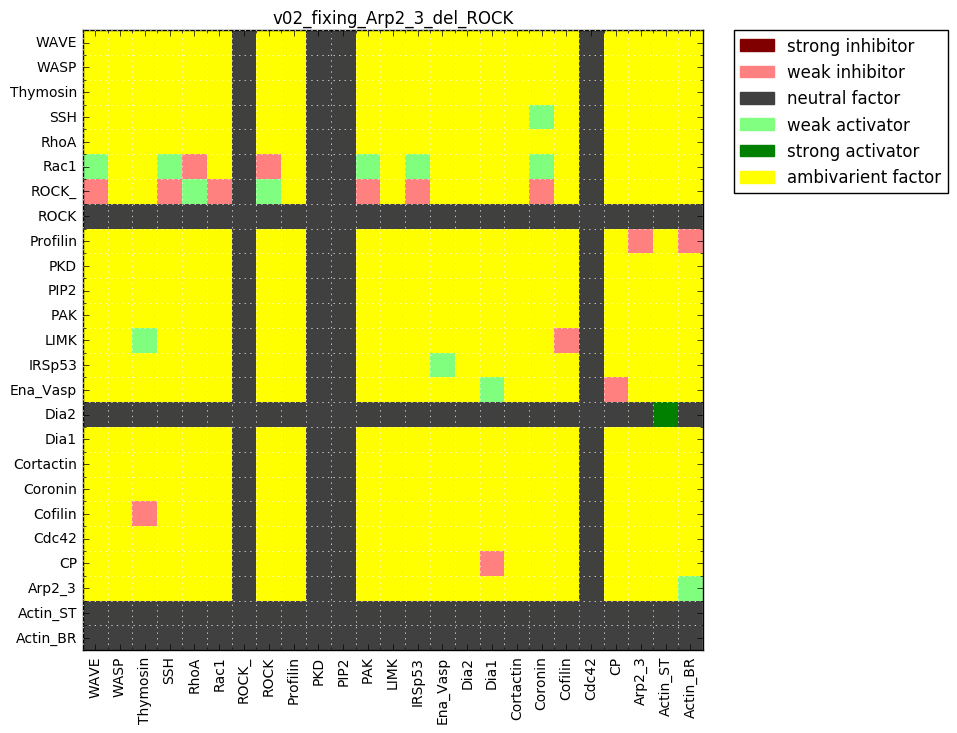 v02_fixing_Arp2_3_del_ROCK
WAVE
WASP
Thymosin
SSH
RhoA
Rac1
ROCK_
ROCK
Profilin
PKD
PIP2
PAK
LIMK
IRSp53
Ena_Vasp
Dia2
Dia1
Cortactin
Coronin
Cofilin
Cdc42
CP
Arp2_3
Actin_ST
Actin_BR
WAVE
WASP
Thymosin
SSH
RhoA
Rac1
ROCK_
ROCK
Profilin
PKD
PIP2
PAK
LIMK
IRSp53
Ena_Vasp
Dia2
Dia1
Cortactin
Coronin
Cofilin
Cdc42
CP
Arp2_3
Actin_ST
Actin_BR
strong inhibitor
weak inhibitor
neutral factor
weak activator
strong activator
ambivarient factor